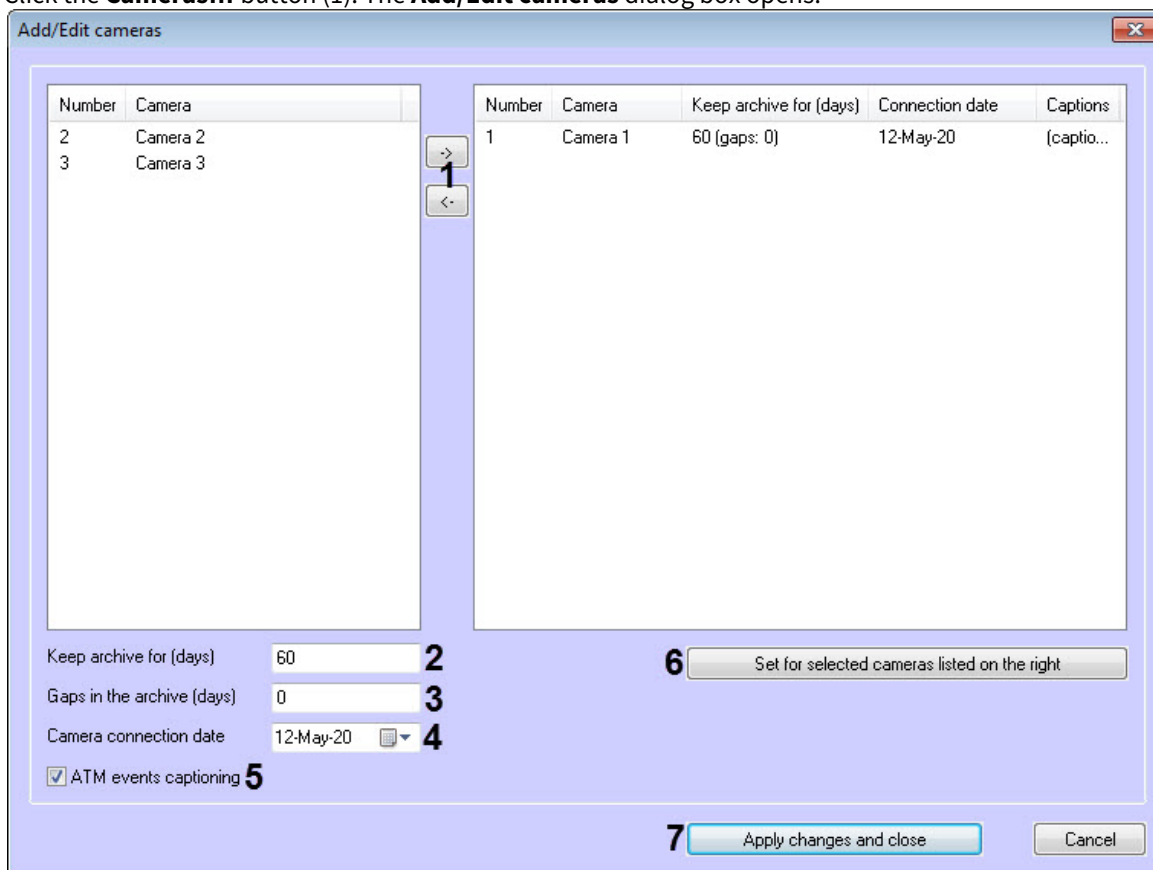 Click the Cameras... button (1). The Add/Edit cameras dialog box opens.
Add/Edit cameras
Number Camera
2 Camera 2
3 Camera 3
->
1
<-
Number Camera Keep archive for (days) Connection date Captions
1 Camera 1 60 (gaps: 0) 12-May-20 (captio...
Keep archive for (days) 60 2
Gaps in the archive (days) 0 3
Camera connection date 12-May-20 4
ATM events captioning 5
6 Set for selected cameras listed on the right
7 Apply changes and close Cancel